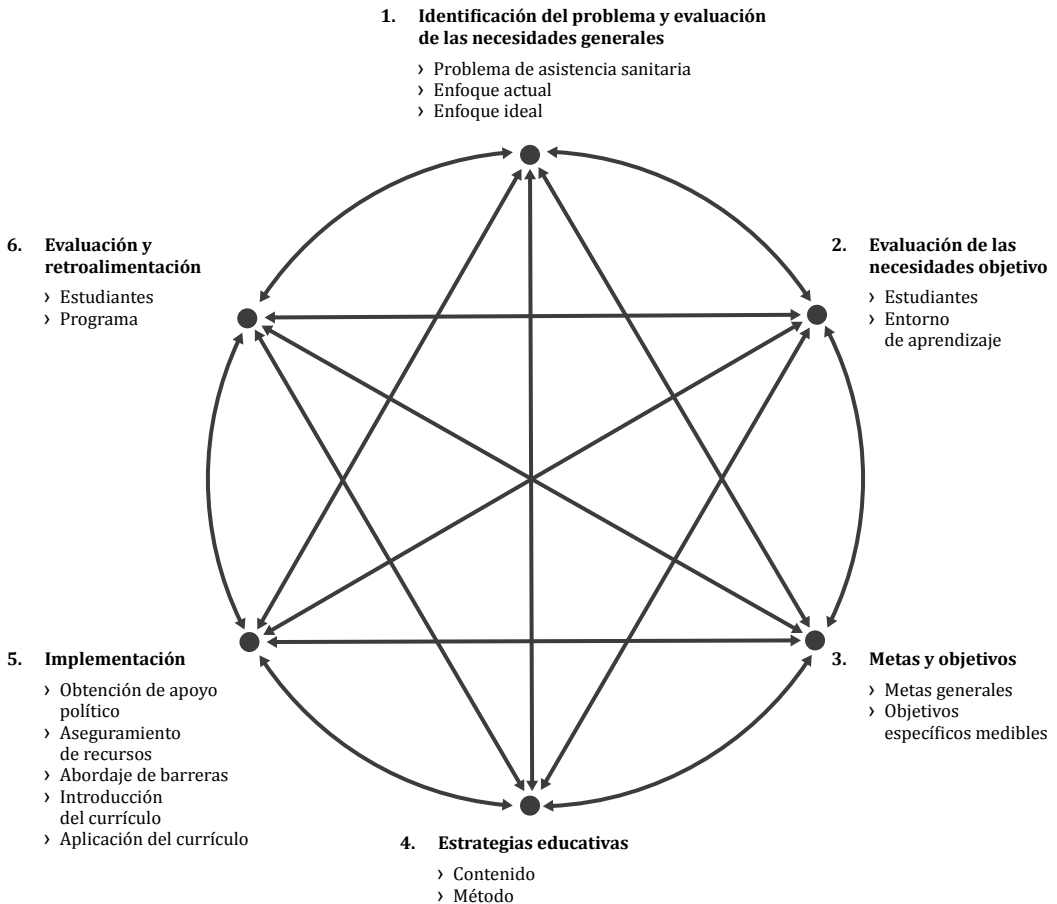 1. Identificación del problema y evaluación
de las necesidades generales
› Problema de asistencia sanitaria
› Enfoque actual
› Enfoque ideal
6. Evaluación y
retroalimentación
› Estudiantes
› Programa
2. Evaluación de las
necesidades objetivo
› Estudiantes
› Entorno
de aprendizaje
5. Implementación
› Obtención de apoyo
político
› Aseguramiento
de recursos
› Abordaje de barreras
› Introducción
del currículo
› Aplicación del currículo
3. Metas y objetivos
› Metas generales
› Objetivos
específicos medibles
4. Estrategias educativas
› Contenido
› Método